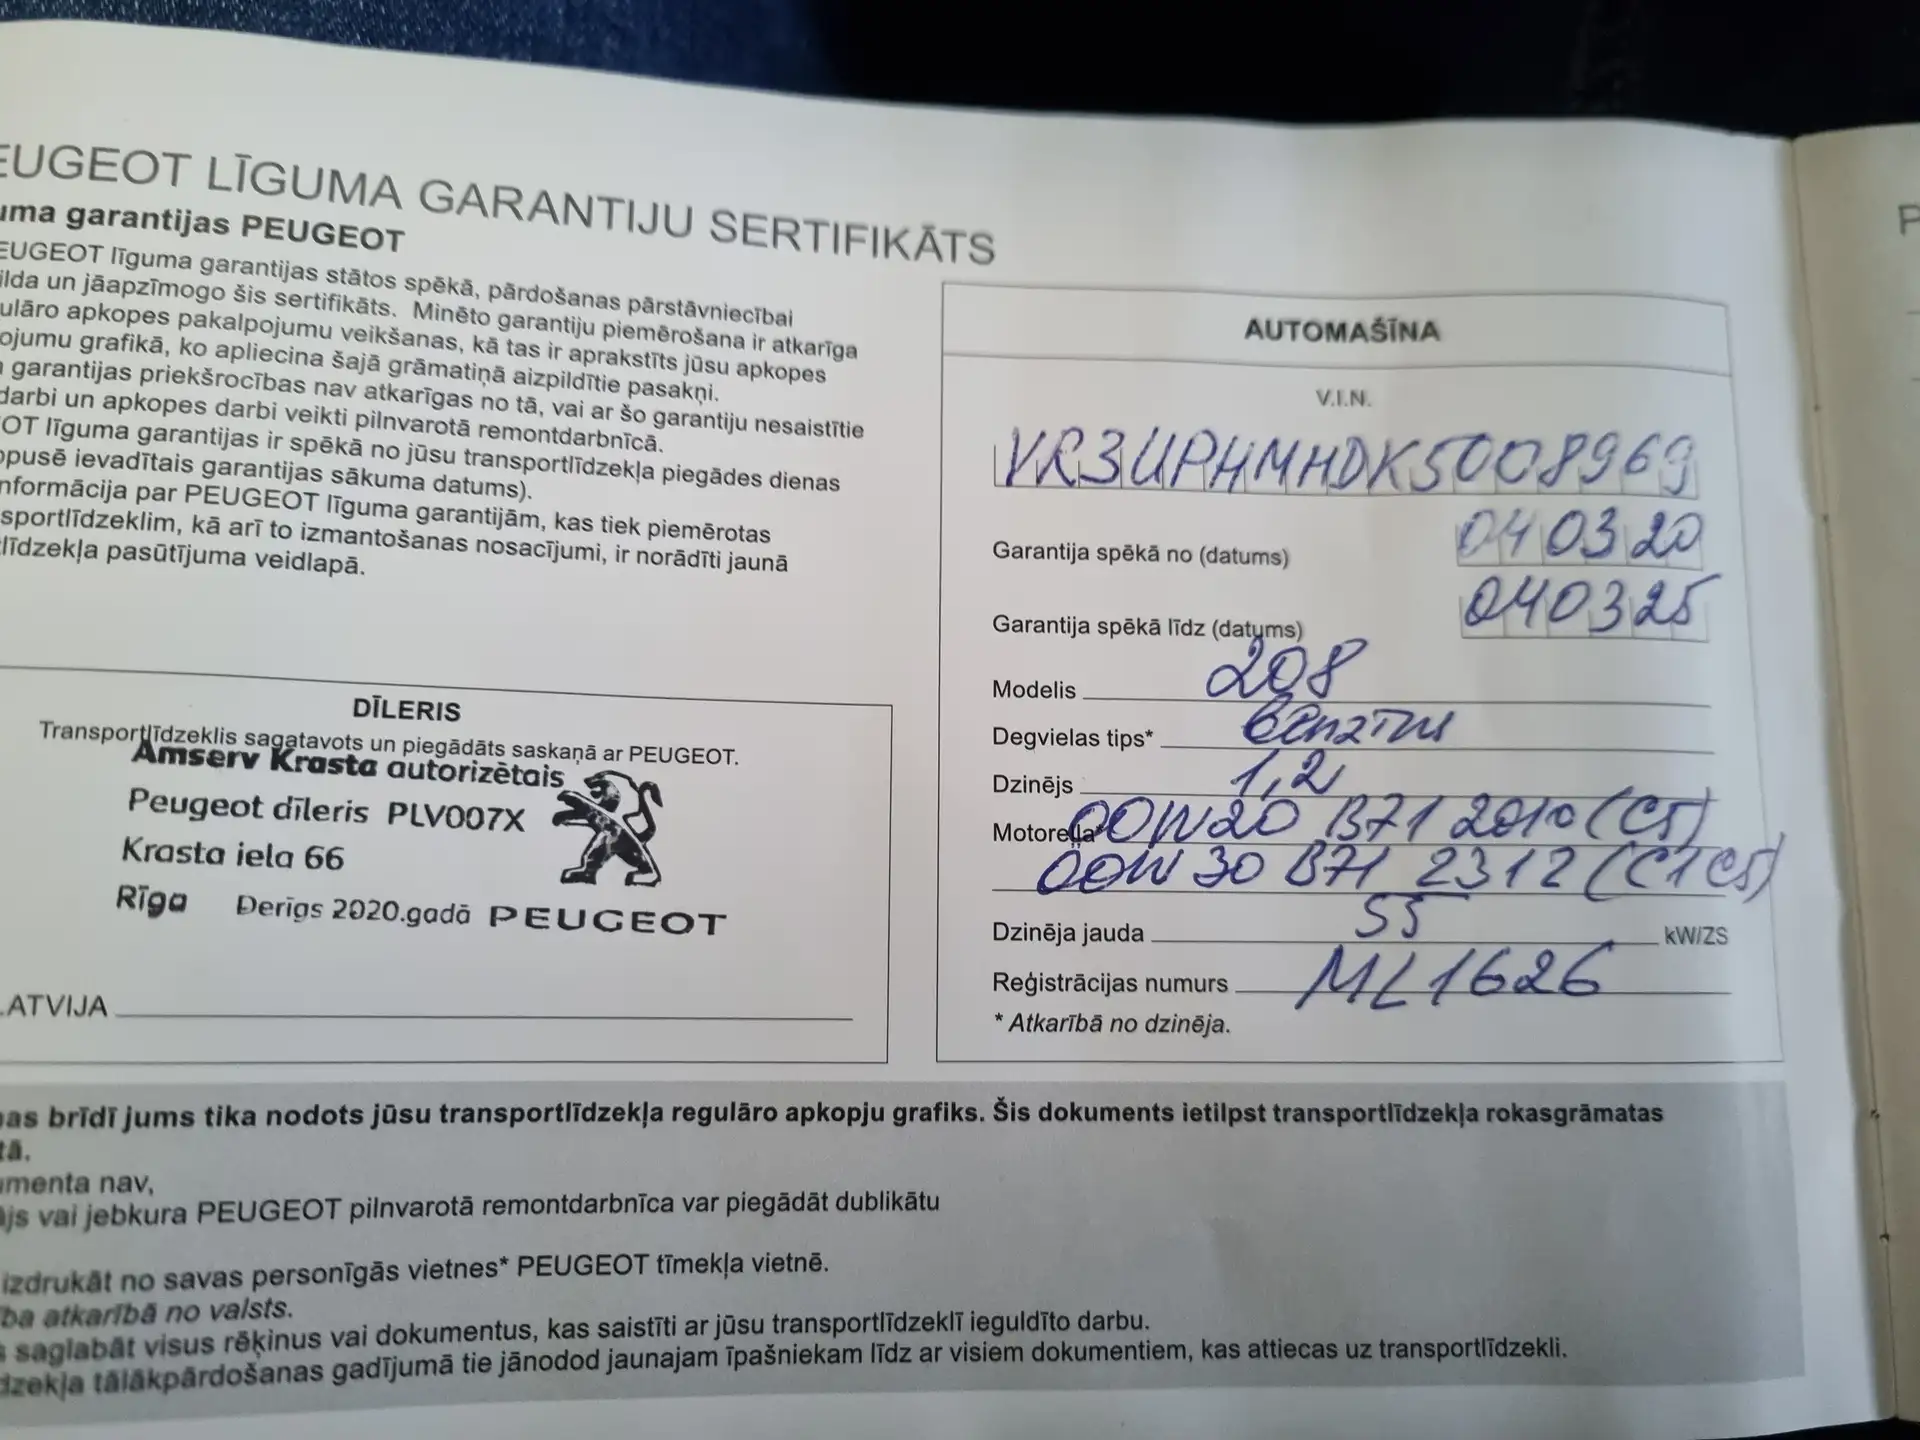 EUGEOT LĪGUMA GARANTIJU SERTIFIKĀTS
uma garantijas PEUGEOT
EUGEOT līguma garantijas stātos spēkā, pārdošanas pārstāvniecībai
ilda un jāapzīmogo šis sertifikāts. Minēto garantiju piemērošana ir atkarīga
ulāro apkopes pakalpojumu veikšanas, kā tas ir aprakstīts jūsu apkopes
ojumu grafikā, ko apliecina šajā grāmatiņā aizpildītie pasakņi.
garantijas priekšrocības nav atkarīgas no tā, vai ar šo garantiju nesaistītie
darbi un apkopes darbi veikti pilnvarotā remontdarbnīcā.
OT līguma garantijas ir spēkā no jūsu transportlīdzekļa piegādes dienas
opusē ievadītais garantijas sākuma datums).
nformācija par PEUGEOT līguma garantijām, kas tiek piemērotas
sportlīdzeklim, kā arī to izmantošanas nosacījumi, ir norādīti jaunā
līdzekļa pasūtījuma veidlapā.
DĪLERIS
Transportlīdzeklis sagatavots un piegādāts saskaņā ar PEUGEOT.
Amserv Krasta autorizētais
Peugeot dīleris PLV007X
Krasta iela 66
Rīga Derīgs 2020.gadā PEUGEOT
LATVIJA
AUTOMAŠĪNA
V.I.N.
VR3UPHMHDK5008969
Garantija spēkā no (datums) 040320
Garantija spēkā līdz (datums) 040325
Modelis 208
Degvielas tips* benzīns
Dzinējs 1,2
Motoreļļa* 00W20 B71 2010 (C5)
00W30 B71 2312 (C1 C5)
Dzinēja jauda 55 kW/ZS
Reģistrācijas numurs ML1626
* Atkarībā no dzinēja.
nas brīdī jums tika nodots jūsu transportlīdzekļa regulāro apkopju grafiks. Šis dokuments ietilpst transportlīdzekļa rokasgrāmatas
tā.
umenta nav,
ājs vai jebkura PEUGEOT pilnvarotā remontdarbnīca var piegādāt dublikātu
izdrukāt no savas personīgās vietnes* PEUGEOT tīmekļa vietnē.
ba atkarībā no valsts.
s saglabāt visus rēķinus vai dokumentus, kas saistīti ar jūsu transportlīdzeklī ieguldīto darbu.
dzekļa tālākpārdošanas gadījumā tie jānodod jaunajam īpašniekam līdz ar visiem dokumentiem, kas attiecas uz transportlīdzekli.
P